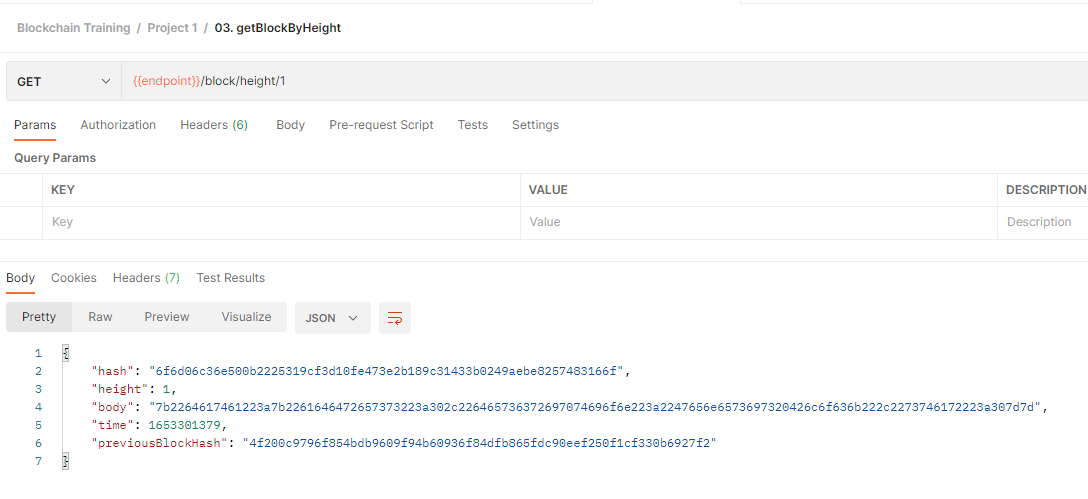 Blockchain Training / Project 1 / 03. getBlockByHeight
GET {{endpoint}}/block/height/1
Params Authorization Headers (6) Body Pre-request Script Tests Settings
Query Params
KEY VALUE DESCRIPTION
Key Value Description
Body Cookies Headers (7) Test Results
Pretty Raw Preview Visualize JSON
1 {
2 "hash": "6f6d06c36e500b2225319cf3d10fe473e2b189c31433b0249aebe8257483166f",
3 "height": 1,
4 "body": "7b2264617461223a7b2261646472657373223a302c226465736372697074696f6e223a2247656e6573697320426c6f636b222c2273746172223a307d7d",
5 "time": 1653301379,
6 "previousBlockHash": "4f200c9796f854bdb9609f94b60936f84dfb865fdc90eef250f1cf330b6927f2"
7 }